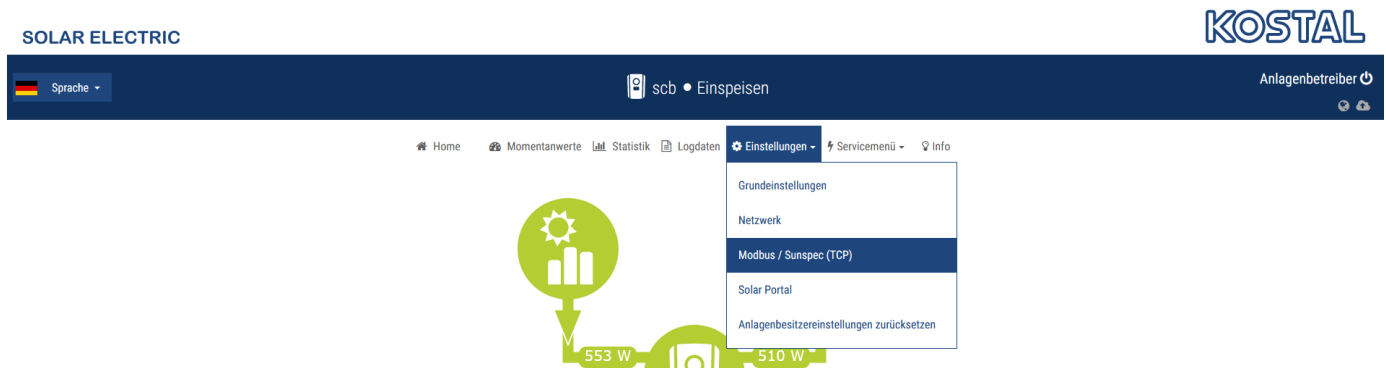 SOLAR ELECTRIC
KOSTAL
Sprache
scb • Einspeisen
Anlagenbetreiber
Home Momentanwerte Statistik Logdaten Einstellungen Servicemenü Info
Grundeinstellungen
Netzwerk
Modbus / Sunspec (TCP)
Solar Portal
Anlagenbesitzereinstellungen zurücksetzen
553 W 510 W